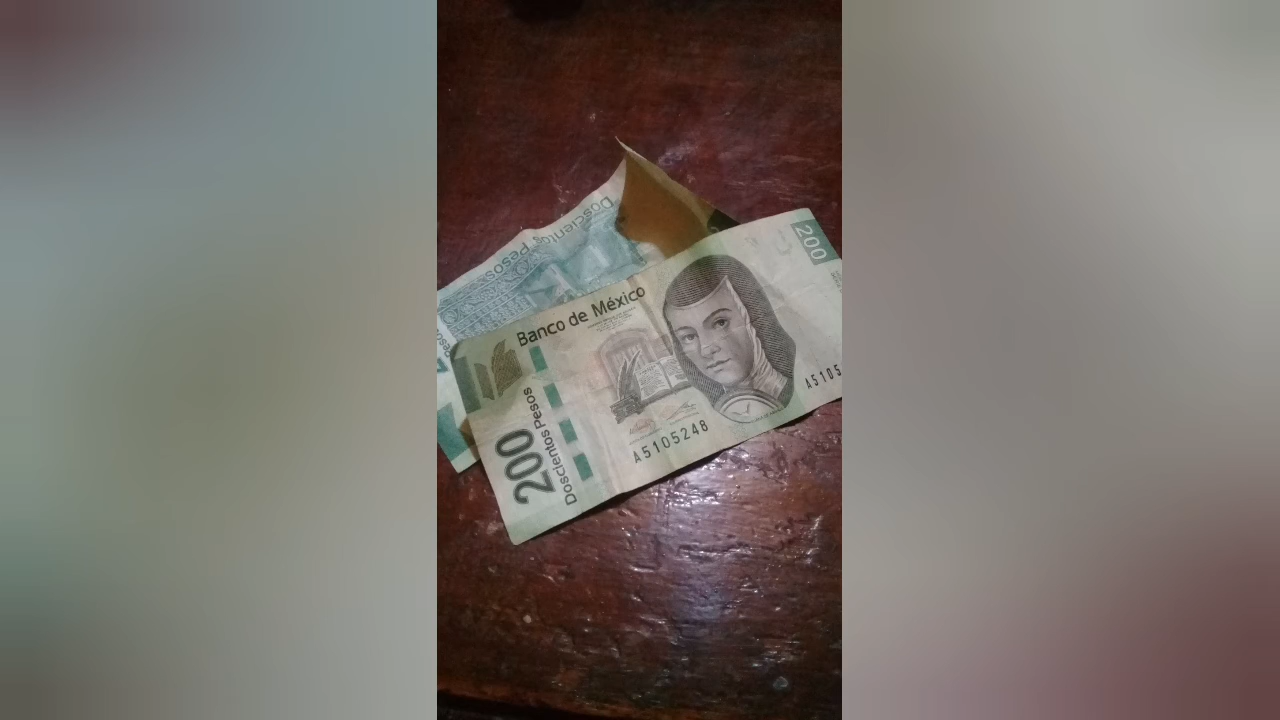 Doscientos Pesos
Banco de México
200
200
Doscientos Pesos
A5105248
A5105